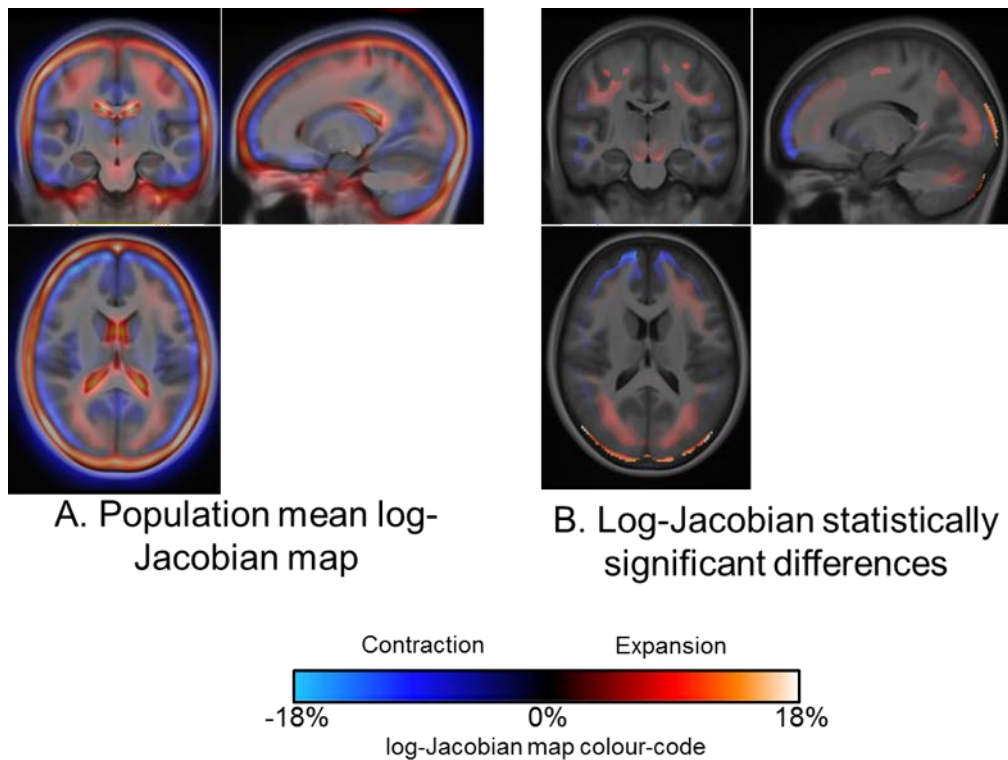 A. Population mean log-
Jacobian map
B. Log-Jacobian statistically
significant differences
Contraction
Expansion
-18%
0%
18%
log-Jacobian map colour-code